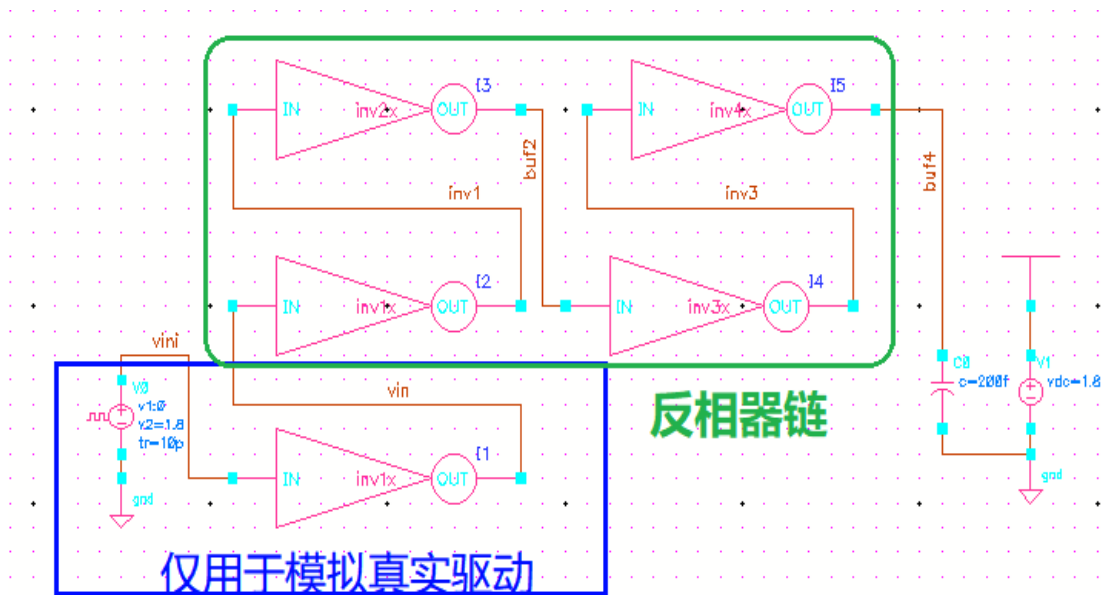 IN inv2x OUT I3
IN inv4x OUT I5
buf2
buf4
inv1
inv3
IN inv1x OUT I2
IN inv3x OUT I4
vini
vin
V0
v1:0
v2=1.8
tr=10p
gnd
C0
c=200f
V1
vdc=1.8
gnd
反相器链
IN inv1x OUT I1
仅用于模拟真实驱动